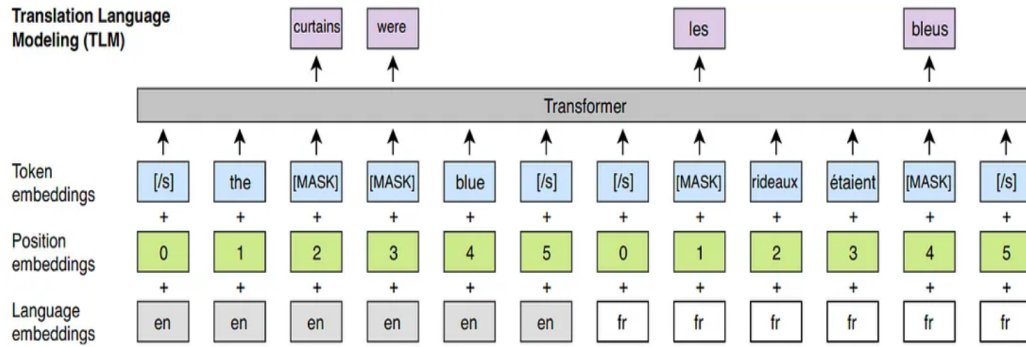 Translation Language
Modeling (TLM)
curtains were les bleus
Transformer
Token
embeddings
[/s] the [MASK] [MASK] blue [/s] [/s] [MASK] rideaux étaient [MASK] [/s]
+ + + + + + + + + + + +
Position
embeddings
0 1 2 3 4 5 0 1 2 3 4 5
+ + + + + + + + + + + +
Language
embeddings
en en en en en en fr fr fr fr fr fr